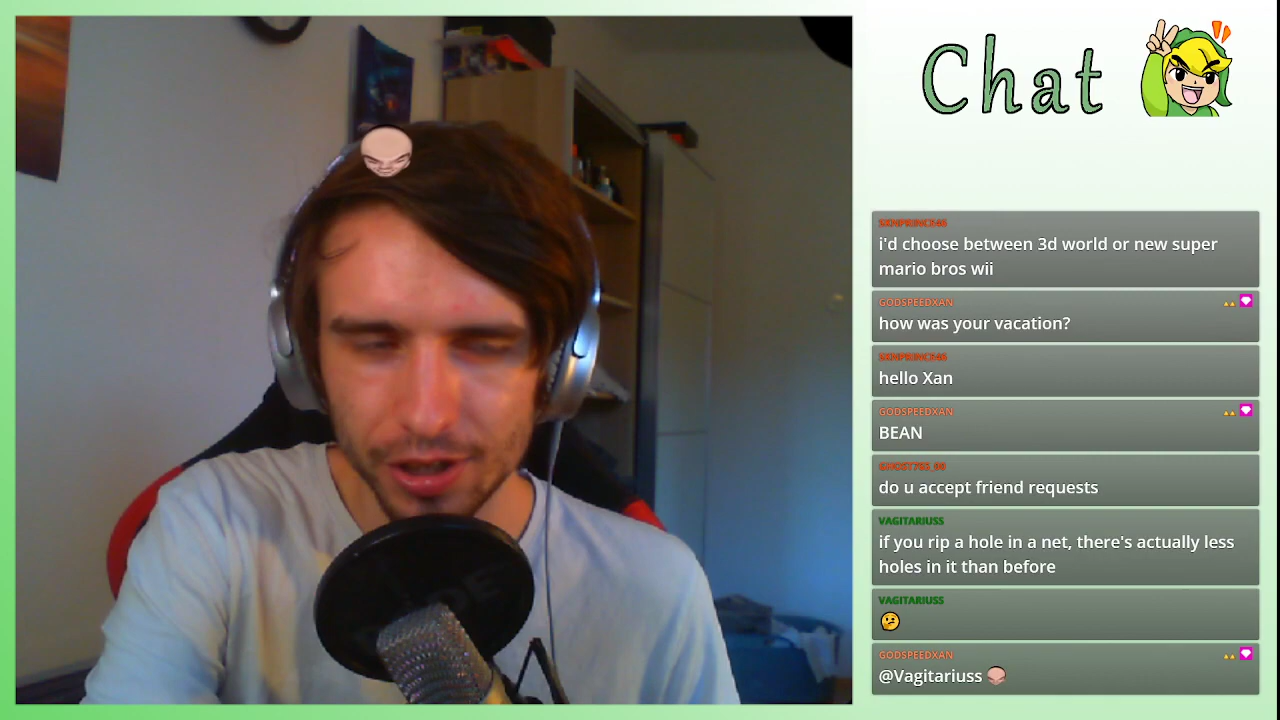 Chat
i'd choose between 3d world or new super
mario bros wii
GODSPEEDXAN
how was your vacation?
hello Xan
GODSPEEDXAN
BEAN
do u accept friend requests
VAGITARIUSS
if you rip a hole in a net, there's actually less
holes in it than before
VAGITARIUSS
GODSPEEDXAN
@Vagitariuss